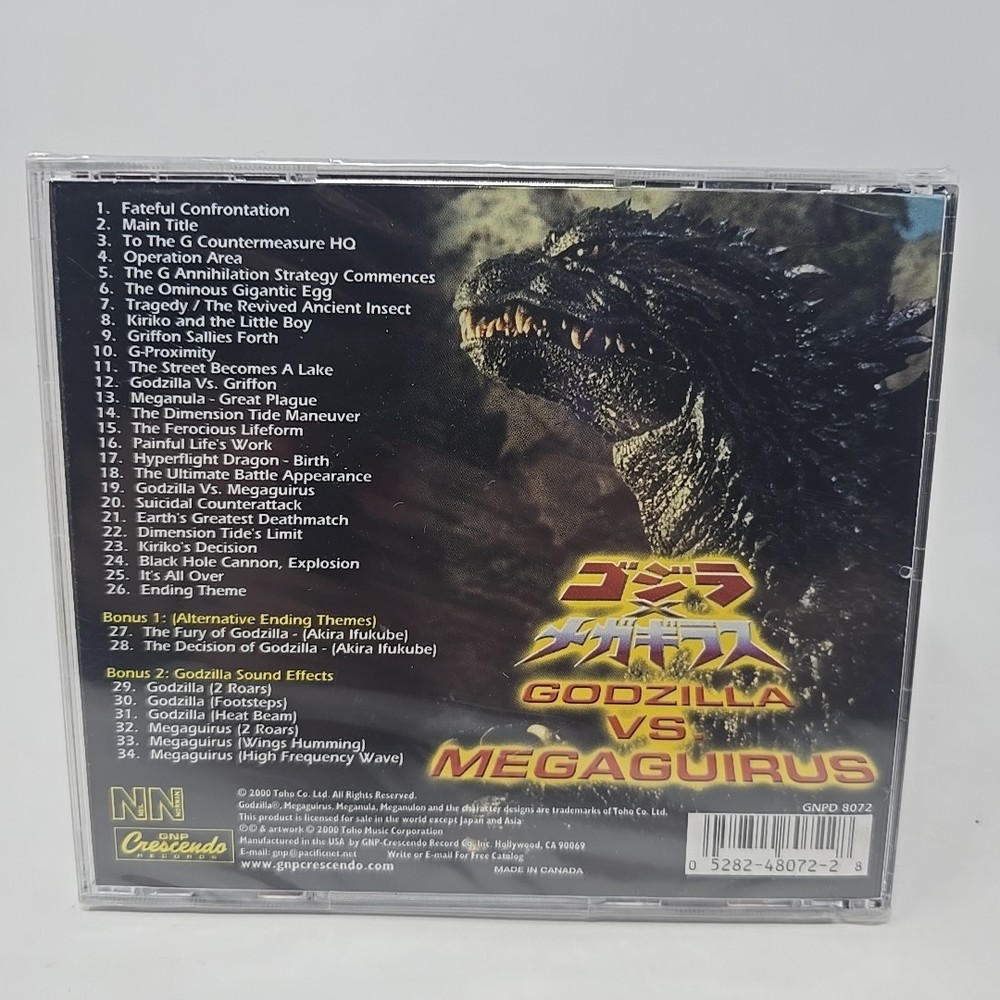 1. Fateful Confrontation
2. Main Title
3. To The G Countermeasure HQ
4. Operation Area
5. The G Annihilation Strategy Commences
6. The Ominous Gigantic Egg
7. Tragedy / The Revived Ancient Insect
8. Kiriko and the Little Boy
9. Griffon Sallies Forth
10. G-Proximity
11. The Street Becomes A Lake
12. Godzilla Vs. Griffon
13. Meganula - Great Plague
14. The Dimension Tide Maneuver
15. The Ferocious Lifeform
16. Painful Life's Work
17. Hyperflight Dragon - Birth
18. The Ultimate Battle Appearance
19. Godzilla Vs. Megaguirus
20. Suicidal Counterattack
21. Earth's Greatest Deathmatch
22. Dimension Tide's Limit
23. Kiriko's Decision
24. Black Hole Cannon, Explosion
25. It's All Over
26. Ending Theme
Bonus 1: (Alternative Ending Themes)
27. The Fury of Godzilla - (Akira Ifukube)
28. The Decision of Godzilla - (Akira Ifukube)
Bonus 2: Godzilla Sound Effects
29. Godzilla (2 Roars)
30. Godzilla (Footsteps)
31. Godzilla (Heat Beam)
32. Megaguirus (2 Roars)
33. Megaguirus (Wings Humming)
34. Megaguirus (High Frequency Wave)
ゴジラ
×
メガギラス
GODZILLA
VS.
MEGAGUIRUS
NN
GNP
Crescendo
RECORDS
© 2000 Toho Co. Ltd. All Rights Reserved.
Godzilla®, Megaguirus, Meganula, Meganulon and the character designs are trademarks of Toho Co. Ltd.
This product is licensed for sale in the world except Japan and Asia
℗© & artwork © 2000 Toho Music Corporation
Manufactured in the USA by GNP-Crescendo Record Co, Inc. Hollywood, CA 90069
E-mail: gnp@pacificnet.net Write or E-mail For Free Catalog
www.gnpcrescendo.com MADE IN CANADA
GNPD 8072
0 5282-48072-2 8